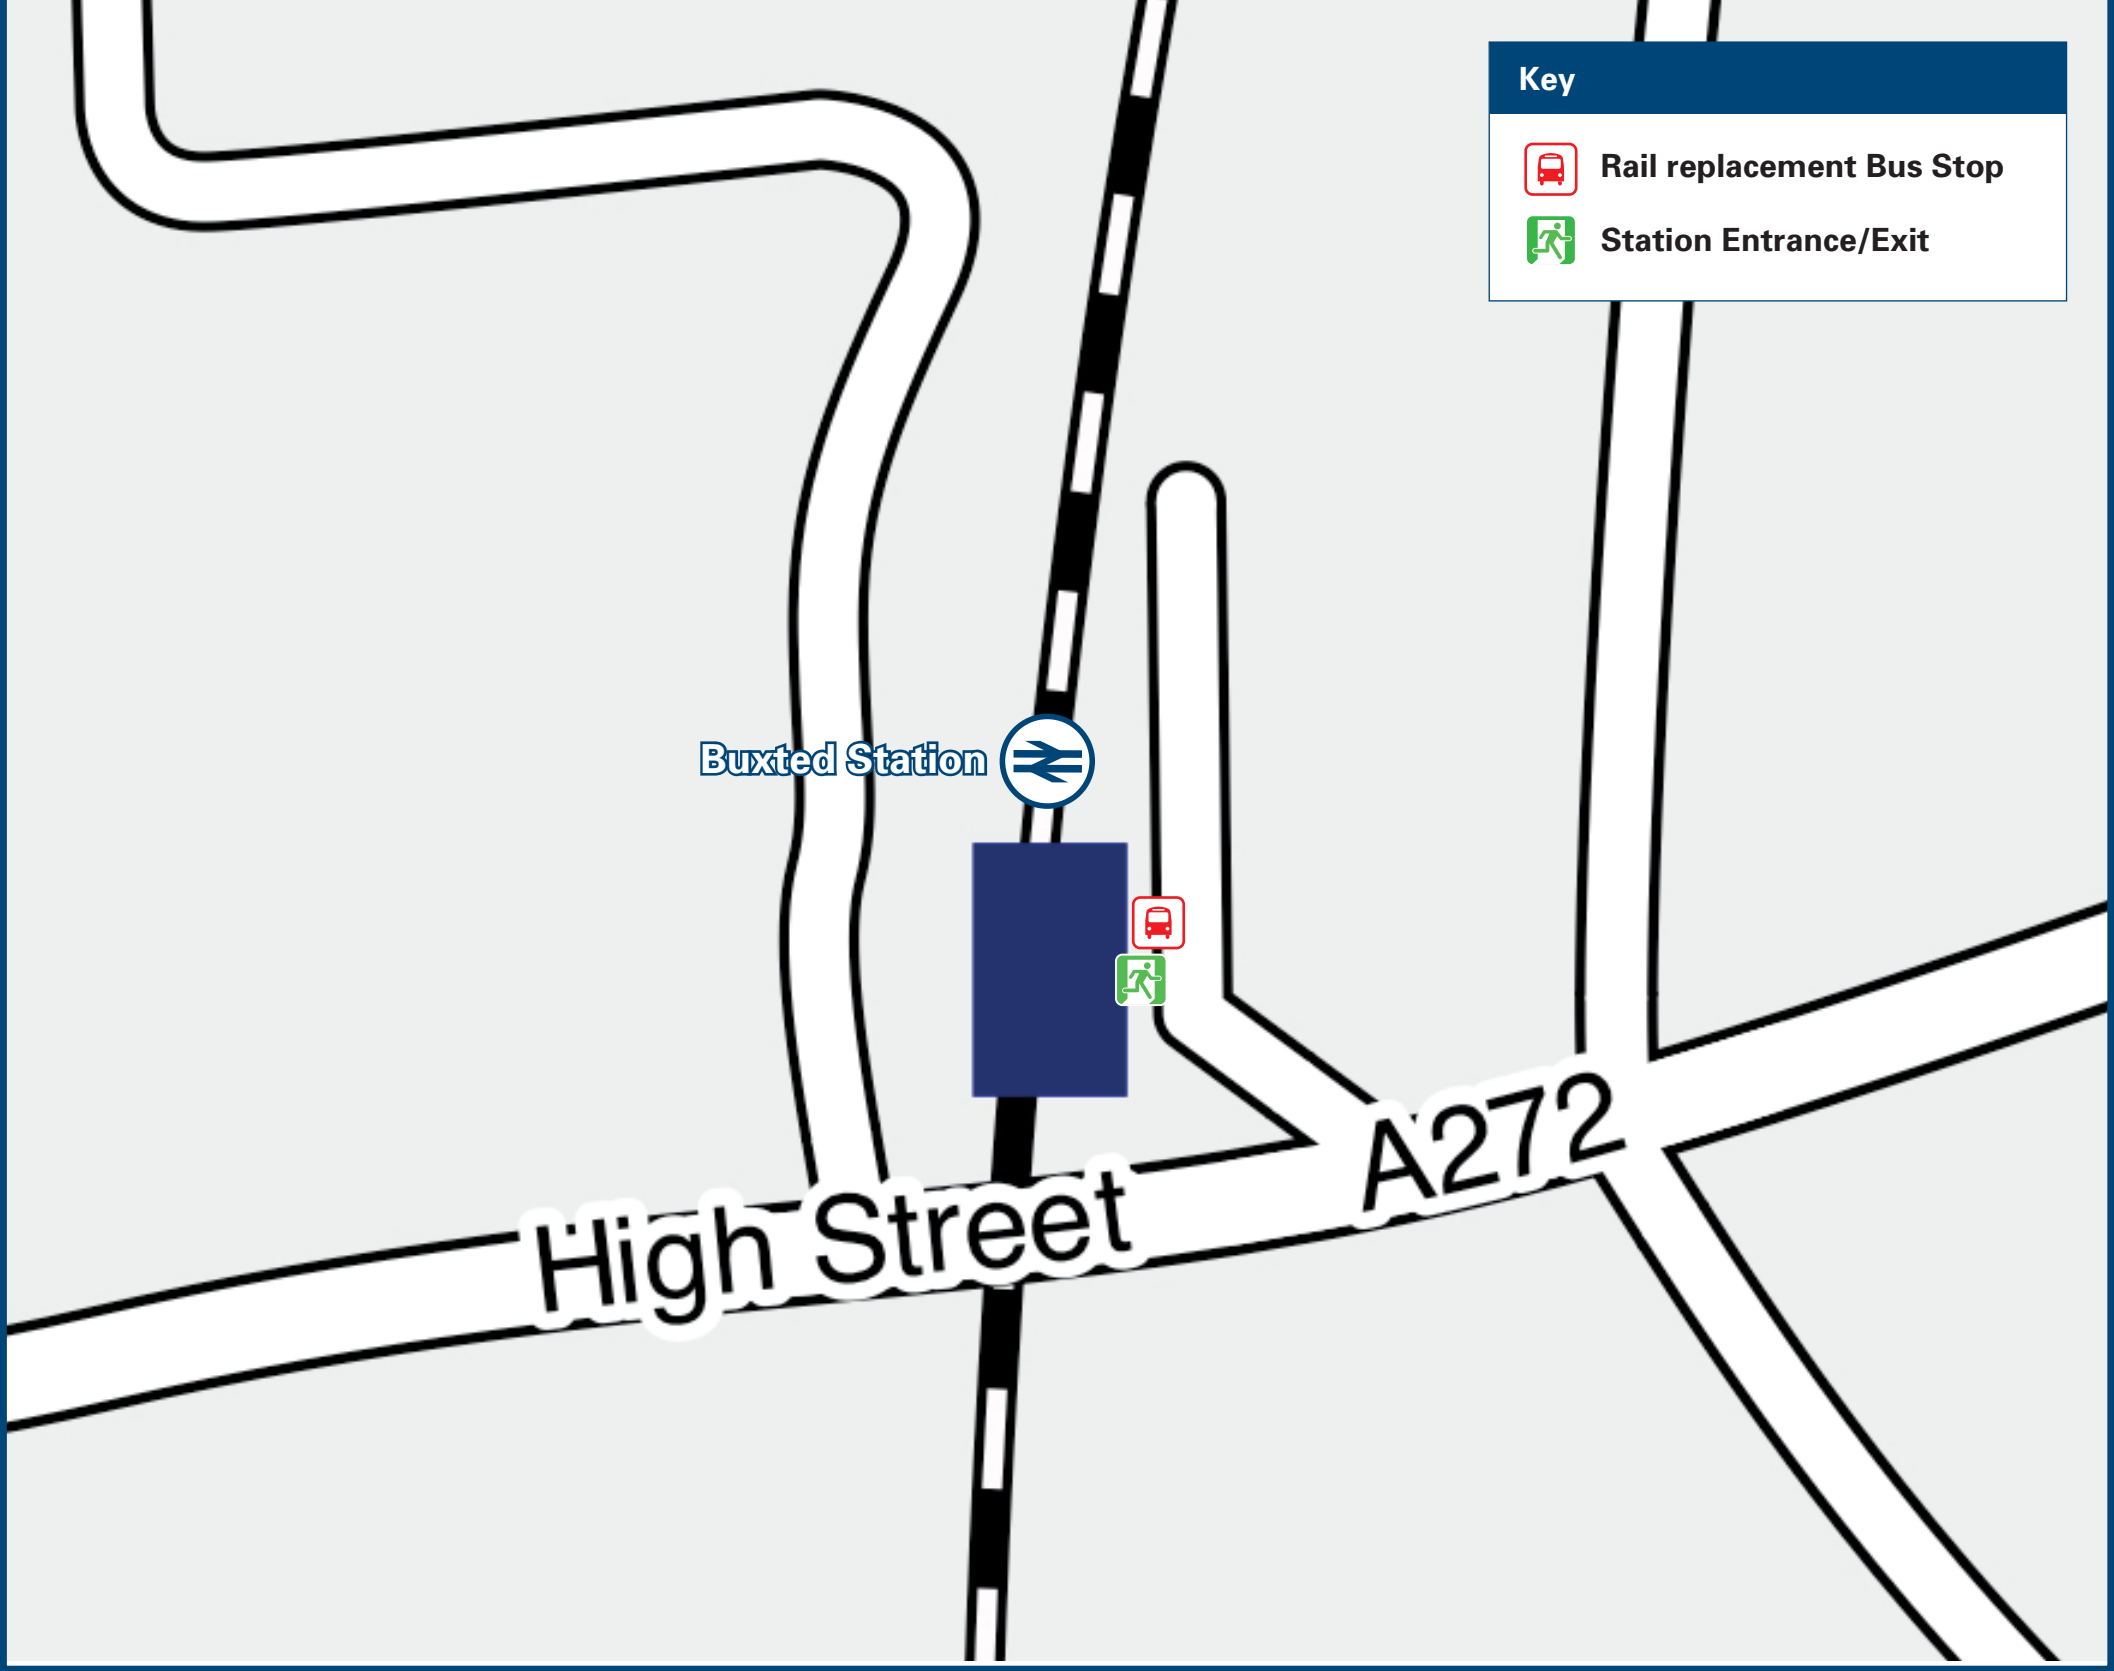 Key
Rail replacement Bus Stop
Station Entrance/Exit
Buxted Station
A272
High Street